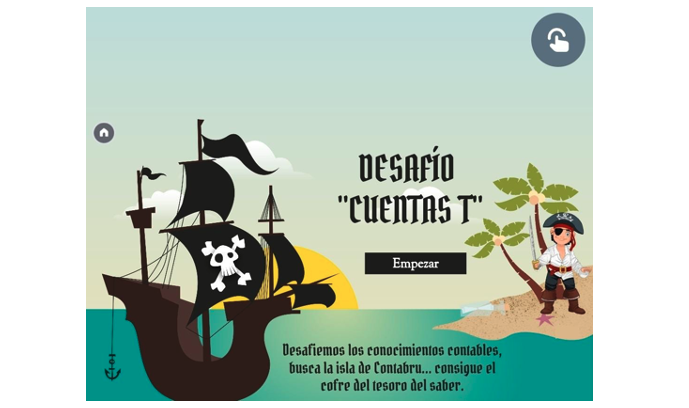 DESAFÍO
"CUENTAS T"
Empezar
Desafiemos los conocimientos contables,
busca la isla de Contabru... consigue el
cofre del tesoro del saber.